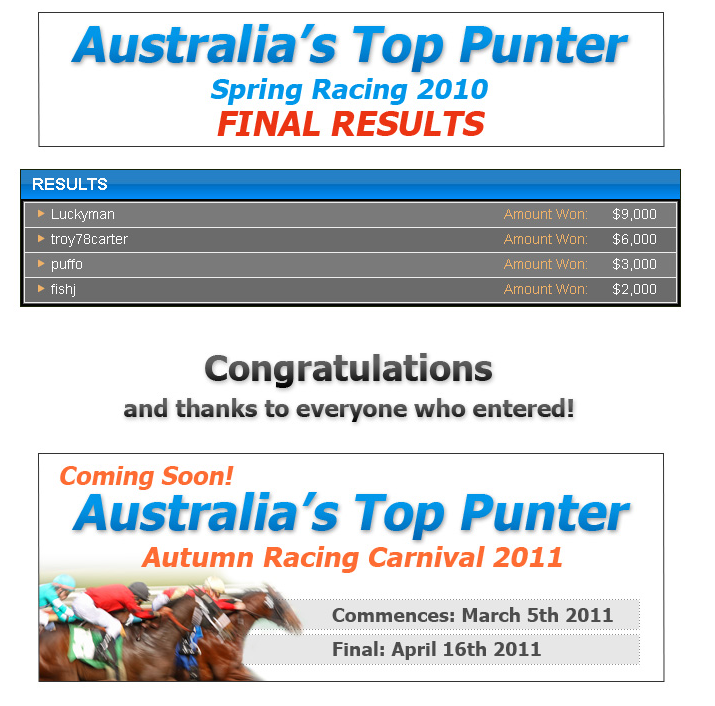 Australia's Top Punter
Spring Racing 2010
FINAL RESULTS
RESULTS
Luckyman Amount Won: $9,000
troy78carter Amount Won: $6,000
puffo Amount Won: $3,000
fishj Amount Won: $2,000
Congratulations
and thanks to everyone who entered!
Coming Soon!
Australia's Top Punter
Autumn Racing Carnival 2011
Commences: March 5th 2011
Final: April 16th 2011